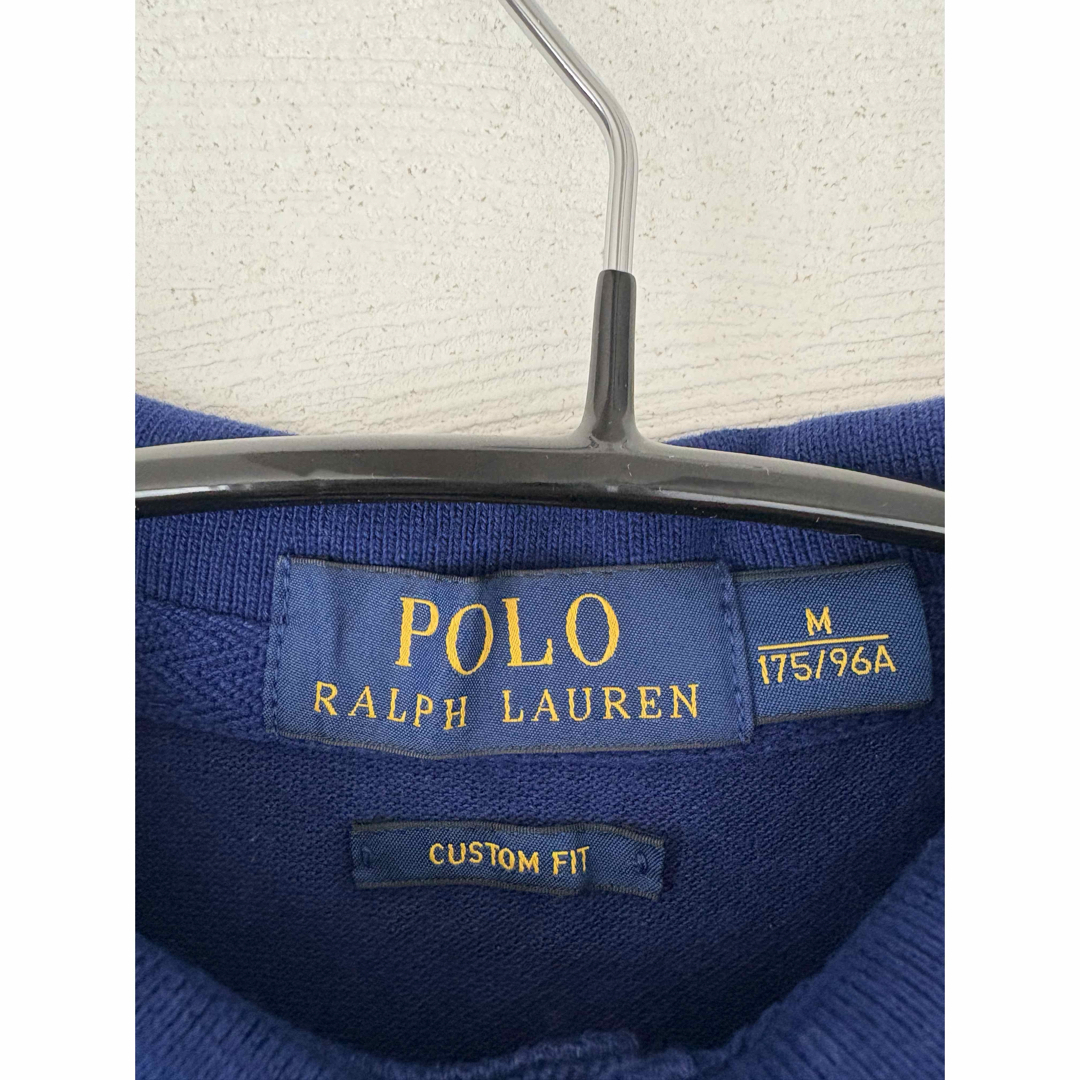 POLO
RALPH LAUREN
M
175/96A
CUSTOM FIT